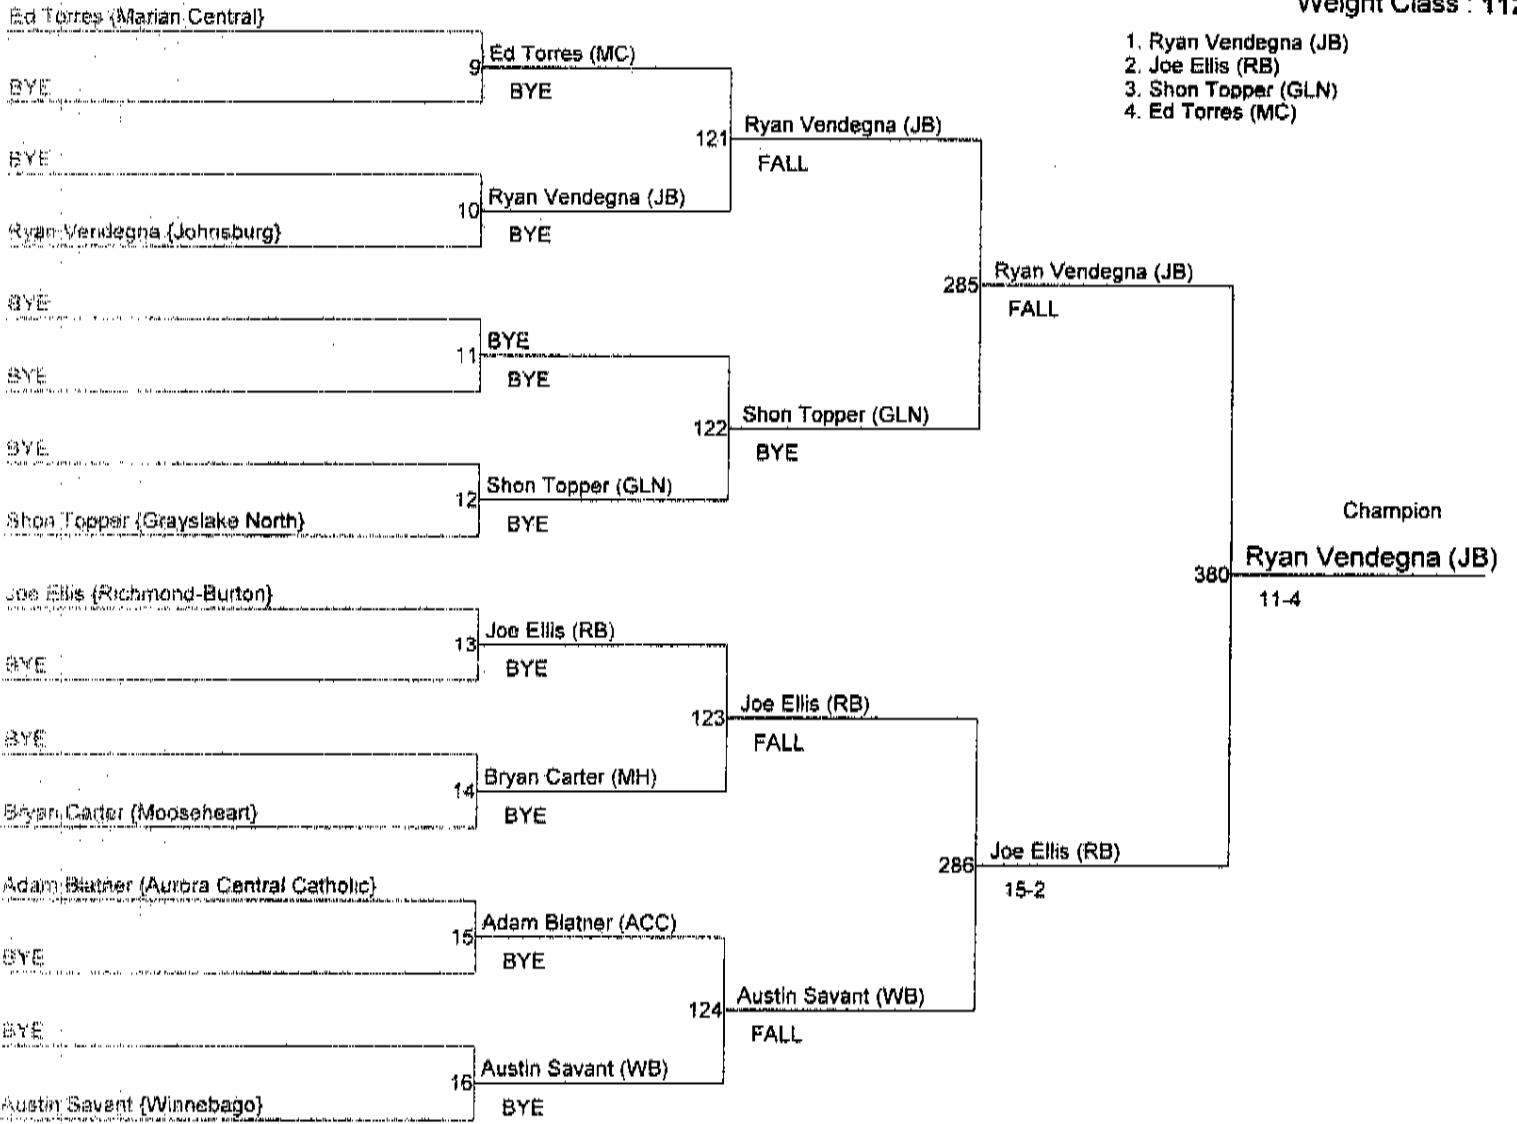 Weight Class : 112
1. Ryan Vendegna (JB)
2. Joe Ellis (RB)
3. Shon Topper (GLN)
4. Ed Torres (MC)
Ed Torres {Marian Central}
9 Ed Torres (MC)
BYE
BYE
121 Ryan Vendegna (JB)
FALL
BYE
10 Ryan Vendegna (JB)
BYE
Ryan Vendegna {Johnsburg}
285 Ryan Vendegna (JB)
FALL
BYE
11 BYE
BYE
BYE
122 Shon Topper (GLN)
BYE
BYE
12 Shon Topper (GLN)
BYE
Shon Topper {Grayslake North}
Champion
380 Ryan Vendegna (JB)
11-4
Joe Ellis {Richmond-Burton}
13 Joe Ellis (RB)
BYE
BYE
123 Joe Ellis (RB)
FALL
BYE
14 Bryan Carter (MH)
BYE
Bryan Carter {Mooseheart}
286 Joe Ellis (RB)
15-2
Adam Blatner {Aurora Central Catholic}
15 Adam Blatner (ACC)
BYE
BYE
124 Austin Savant (WB)
FALL
BYE
16 Austin Savant (WB)
BYE
Austin Savant {Winnebago}